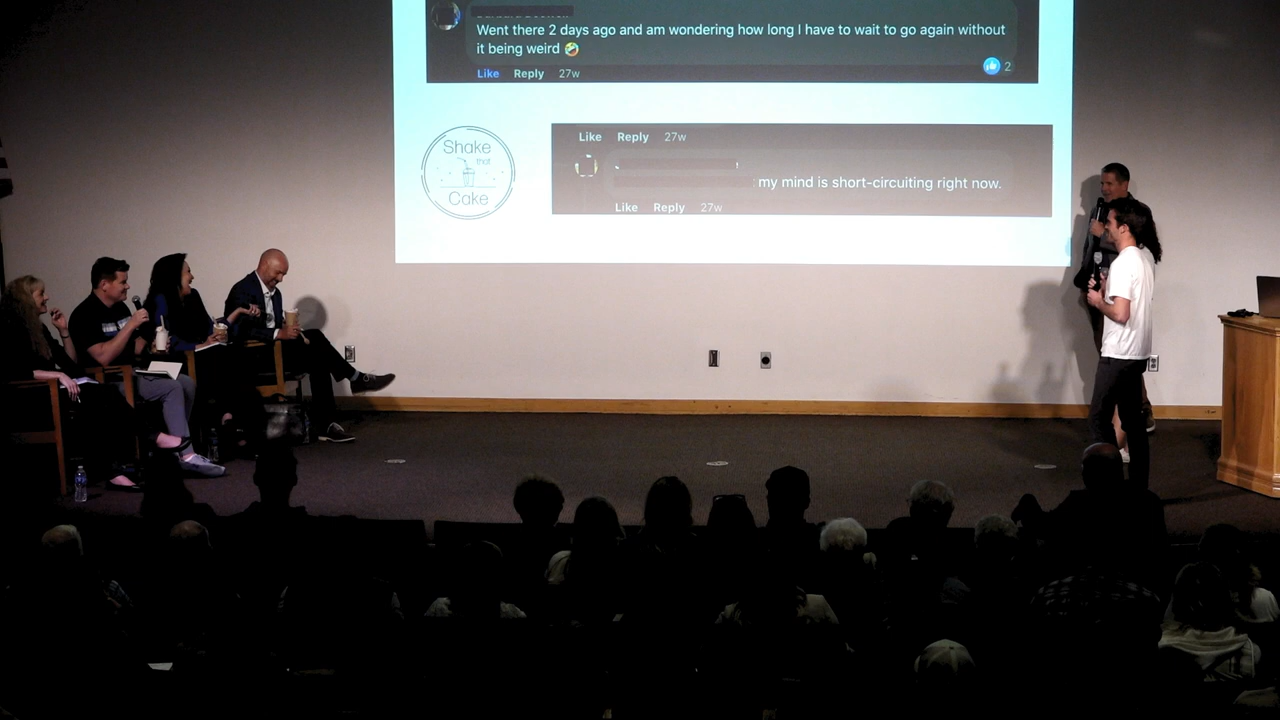 Went there 2 days ago and am wondering how long I have to wait to go again without
it being weird 🤣
Like Reply 27w
2
Shake
that
Cake
Like Reply 27w
my mind is short-circuiting right now.
Like Reply 27w